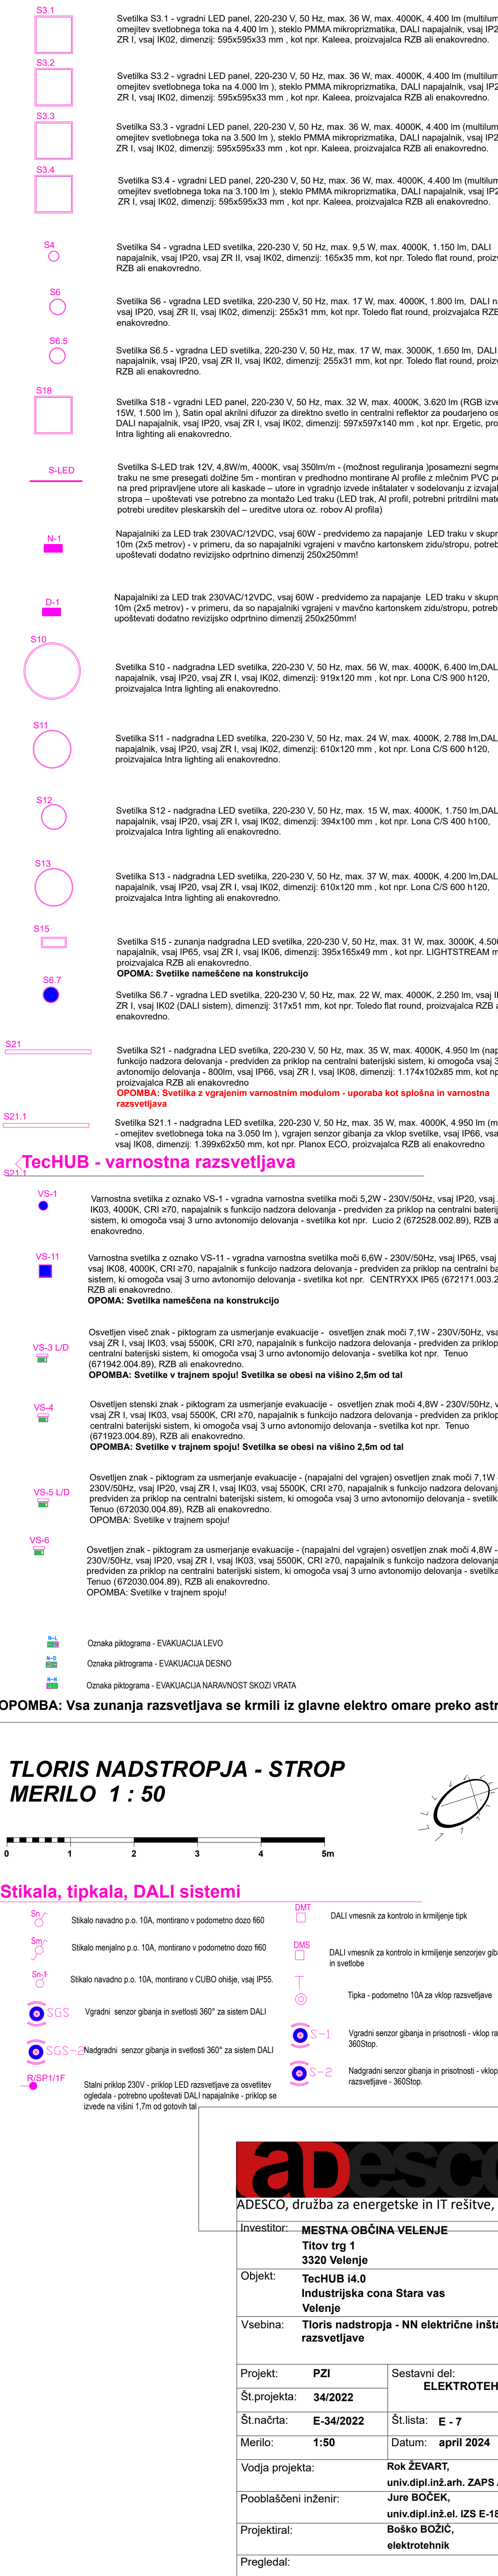 S3.1
Svetilka S3.1 - vgradni LED panel, 220-230 V, 50 Hz, max. 36 W, max. 4000K, 4.400 lm (multilum
omejitev svetlobnega toka na 4.400 lm ), steklo PMMA mikroprizmatika, DALI napajalnik, vsaj IP2
ZR I, vsaj IK02, dimenzij: 595x595x33 mm , kot npr. Kaleea, proizvajalca RZB ali enakovredno.
S3.2
Svetilka S3.2 - vgradni LED panel, 220-230 V, 50 Hz, max. 36 W, max. 4000K, 4.400 lm (multilum
omejitev svetlobnega toka na 4.000 lm ), steklo PMMA mikroprizmatika, DALI napajalnik, vsaj IP2
ZR I, vsaj IK02, dimenzij: 595x595x33 mm , kot npr. Kaleea, proizvajalca RZB ali enakovredno.
S3.3
Svetilka S3.3 - vgradni LED panel, 220-230 V, 50 Hz, max. 36 W, max. 4000K, 4.400 lm (multilum
omejitev svetlobnega toka na 3.500 lm ), steklo PMMA mikroprizmatika, DALI napajalnik, vsaj IP2
ZR I, vsaj IK02, dimenzij: 595x595x33 mm , kot npr. Kaleea, proizvajalca RZB ali enakovredno.
S3.4
Svetilka S3.4 - vgradni LED panel, 220-230 V, 50 Hz, max. 36 W, max. 4000K, 4.400 lm (multilum
omejitev svetlobnega toka na 3.100 lm ), steklo PMMA mikroprizmatika, DALI napajalnik, vsaj IP2
ZR I, vsaj IK02, dimenzij: 595x595x33 mm , kot npr. Kaleea, proizvajalca RZB ali enakovredno.
S4
Svetilka S4 - vgradna LED svetilka, 220-230 V, 50 Hz, max. 9,5 W, max. 4000K, 1.150 lm, DALI
napajalnik, vsaj IP20, vsaj ZR II, vsaj IK02, dimenzij: 165x35 mm, kot npr. Toledo flat round, proizv
RZB ali enakovredno.
S6
Svetilka S6 - vgradna LED svetilka, 220-230 V, 50 Hz, max. 17 W, max. 4000K, 1.800 lm, DALI n
vsaj IP20, vsaj ZR II, vsaj IK02, dimenzij: 255x31 mm, kot npr. Toledo flat round, proizvajalca RZB
enakovredno.
S6.5
Svetilka S6.5 - vgradna LED svetilka, 220-230 V, 50 Hz, max. 17 W, max. 3000K, 1.650 lm, DALI
napajalnik, vsaj IP20, vsaj ZR II, vsaj IK02, dimenzij: 255x31 mm, kot npr. Toledo flat round, proizv
RZB ali enakovredno.
S18
Svetilka S18 - vgradni LED panel, 220-230 V, 50 Hz, max. 32 W, max. 4000K, 3.620 lm (RGB izve
15W, 1.500 lm ), Satin opal akrilni difuzor za direktno svetlo in centralni reflektor za poudarjeno os
DALI napajalnik, vsaj IP20, vsaj ZR I, vsaj IK02, dimenzij: 597x597x140 mm , kot npr. Ergetic, pro
Intra lighting ali enakovredno.
S-LED
Svetilka S-LED trak 12V, 4,8W/m, 4000K, vsaj 350lm/m - (možnost reguliranja )posamezni segme
traku ne sme presegati dolžine 5m - montiran v predhodno montirane Al profile z mlečnim PVC po
na pred pripravljene utore ali kaskade – utore in vgradnjo izvede inštalater v sodelovanju z izvajal
stropa – upoštevati vse potrebno za montažo Led traku (LED trak, Al profil, potrebni pritrdilni mate
potrebi ureditev pleskarskih del – ureditve utora oz. robov Al profila)
N-1
Napajalniki za LED trak 230VAC/12VDC, vsaj 60W - predvidemo za napajanje LED traku v skupn
10m (2x5 metrov) - v primeru, da so napajalniki vgrajeni v mavčno kartonskem zidu/stropu, potreb
upoštevati dodatno revizijsko odprtnino dimenzij 250x250mm!
D-1
Napajalniki za LED trak 230VAC/12VDC, vsaj 60W - predvidemo za napajanje LED traku v skupn
10m (2x5 metrov) - v primeru, da so napajalniki vgrajeni v mavčno kartonskem zidu/stropu, potreb
upoštevati dodatno revizijsko odprtnino dimenzij 250x250mm!
S10
Svetilka S10 - nadgradna LED svetilka, 220-230 V, 50 Hz, max. 56 W, max. 4000K, 6.400 lm,DAL
napajalnik, vsaj IP20, vsaj ZR I, vsaj IK02, dimenzij: 919x120 mm , kot npr. Lona C/S 900 h120,
proizvajalca Intra lighting ali enakovredno.
S11
Svetilka S11 - nadgradna LED svetilka, 220-230 V, 50 Hz, max. 24 W, max. 4000K, 2.788 lm,DAL
napajalnik, vsaj IP20, vsaj ZR I, vsaj IK02, dimenzij: 610x120 mm , kot npr. Lona C/S 600 h120,
proizvajalca Intra lighting ali enakovredno.
S12
Svetilka S12 - nadgradna LED svetilka, 220-230 V, 50 Hz, max. 15 W, max. 4000K, 1.750 lm,DAL
napajalnik, vsaj IP20, vsaj ZR I, vsaj IK02, dimenzij: 394x100 mm , kot npr. Lona C/S 400 h100,
proizvajalca Intra lighting ali enakovredno.
S13
Svetilka S13 - nadgradna LED svetilka, 220-230 V, 50 Hz, max. 37 W, max. 4000K, 4.200 lm,DAL
napajalnik, vsaj IP20, vsaj ZR I, vsaj IK02, dimenzij: 610x120 mm , kot npr. Lona C/S 600 h120,
proizvajalca Intra lighting ali enakovredno.
S15
Svetilka S15 - zunanja nadgradna LED svetilka, 220-230 V, 50 Hz, max. 31 W, max. 3000K, 4.500
napajalnik, vsaj IP65, vsaj ZR I, vsaj IK06, dimenzij: 395x165x49 mm , kot npr. LIGHTSTREAM m
proizvajalca RZB ali enakovredno.
OPOMA: Svetilke nameščene na konstrukcijo
S6.7
Svetilka S6.7 - vgradna LED svetilka, 220-230 V, 50 Hz, max. 22 W, max. 4000K, 2.250 lm, vsaj I
ZR I, vsaj IK02 (DALI sistem), dimenzij: 317x51 mm, kot npr. Toledo flat round, proizvajalca RZB a
enakovredno.
S21
Svetilka S21 - nadgradna LED svetilka, 220-230 V, 50 Hz, max. 35 W, max. 4000K, 4.950 lm (nap
funkcijo nadzora delovanja - predviden za priklop na centralni baterijski sistem, ki omogoča vsaj 3
avtonomijo delovanja - 800lm, vsaj IP66, vsaj ZR I, vsaj IK08, dimenzij: 1.174x102x85 mm, kot np
proizvajalca RZB ali enakovredno
OPOMBA: Svetilka z vgrajenim varnostnim modulom - uporaba kot splošna in varnostna
razsvetljava
S21.1
Svetilka S21.1 - nadgradna LED svetilka, 220-230 V, 50 Hz, max. 35 W, max. 4000K, 4.950 lm (m
- omejitev svetlobnega toka na 3.050 lm ), vgrajen senzor gibanja za vklop svetilke, vsaj IP66, vsa
vsaj IK08, dimenzij: 1.399x62x50 mm, kot npr. Planox ECO, proizvajalca RZB ali enakovredno.
TecHUB - varnostna razsvetljava
S21.1
VS-1
Varnostna svetilka z oznako VS-1 - vgradna varnostna svetilka moči 5,2W - 230V/50Hz, vsaj IP20, vsaj
IK03, 4000K, CRI ≥70, napajalnik s funkcijo nadzora delovanja - predviden za priklop na centralni baterij
sistem, ki omogoča vsaj 3 urno avtonomijo delovanja - svetilka kot npr. Lucio 2 (672528.002.89), RZB a
enakovredno.
VS-11
Varnostna svetilka z oznako VS-11 - vgradna varnostna svetilka moči 6,6W - 230V/50Hz, vsaj IP65, vsaj
vsaj IK08, 4000K, CRI ≥70, napajalnik s funkcijo nadzora delovanja - predviden za priklop na centralni ba
sistem, ki omogoča vsaj 3 urno avtonomijo delovanja - svetilka kot npr. CENTRYXX IP65 (672171.003.2
RZB ali enakovredno.
OPOMA: Svetilka nameščena na konstrukcijo
VS-3 L/D
Osvetljen viseč znak - piktogram za usmerjanje evakuacije - osvetljen znak moči 7,1W - 230V/50Hz, vsa
vsaj ZR I, vsaj IK03, vsaj 5500K, CRI ≥70, napajalnik s funkcijo nadzora delovanja - predviden za priklop
centralni baterijski sistem, ki omogoča vsaj 3 urno avtonomijo delovanja - svetilka kot npr. Tenuo
(671942.004.89), RZB ali enakovredno.
OPOMBA: Svetilke v trajnem spoju! Svetilka se obesi na višino 2,5m od tal
VS-4
Osvetljen stenski znak - piktogram za usmerjanje evakuacije - osvetljen znak moči 4,8W - 230V/50Hz, v
vsaj ZR I, vsaj IK03, vsaj 5500K, CRI ≥70, napajalnik s funkcijo nadzora delovanja - predviden za priklop
centralni baterijski sistem, ki omogoča vsaj 3 urno avtonomijo delovanja - svetilka kot npr. Tenuo
(671923.004.89), RZB ali enakovredno.
OPOMBA: Svetilke v trajnem spoju! Svetilka se obesi na višino 2,5m od tal
VS-5 L/D
Osvetljen znak - piktogram za usmerjanje evakuacije - (napajalni del vgrajen) osvetljen znak moči 7,1W -
230V/50Hz, vsaj IP20, vsaj ZR I, vsaj IK03, vsaj 5500K, CRI ≥70, napajalnik s funkcijo nadzora delovanja
predviden za priklop na centralni baterijski sistem, ki omogoča vsaj 3 urno avtonomijo delovanja - svetilka
Tenuo (672030.004.89), RZB ali enakovredno.
OPOMBA: Svetilke v trajnem spoju!
VS-6
Osvetljen znak - piktogram za usmerjanje evakuacije - (napajalni del vgrajen) osvetljen znak moči 4,8W -
230V/50Hz, vsaj IP20, vsaj ZR I, vsaj IK03, vsaj 5500K, CRI ≥70, napajalnik s funkcijo nadzora delovanja
predviden za priklop na centralni baterijski sistem, ki omogoča vsaj 3 urno avtonomijo delovanja - svetilka
Tenuo (672030.004.89), RZB ali enakovredno.
OPOMBA: Svetilke v trajnem spoju!
N-L
Oznaka piktograma - EVAKUACIJA LEVO
N-D
Oznaka piktrograma - EVAKUACIJA DESNO
N-N
Oznaka piktograma - EVAKUACIJA NARAVNOST SKOZI VRATA
OPOMBA: Vsa zunanja razsvetljava se krmili iz glavne elektro omare preko astr
TLORIS NADSTROPJA - STROP
MERILO 1 : 50
0 1 2 3 4 5m
Stikala, tipkala, DALI sistemi
Sn
Stikalo navadno p.o. 10A, montirano v podometno dozo fi60
Sm
Stikalo menjalno p.o. 10A, montirano v podometno dozo fi60
Sn-1
Stikalo navadno p.o. 10A, montirano v CUBO ohišje, vsaj IP55.
SGS
Vgradni senzor gibanja in svetlosti 360° za sistem DALI
SGS-2
Nadgradni senzor gibanja in svetlosti 360° za sistem DALI
R/SP1/1F
Stalni priklop 230V - priklop LED razsvetljave za osvetlitev
ogledala - potrebno upoštevati DALI napajalnike - priklop se
izvede na višini 1,7m od gotovih tal
DMT
DALI vmesnik za kontrolo in krmiljenje tipk
DMS
DALI vmesnik za kontrolo in krmiljenje senzorjev giba
in svetlobe
Tipka - podometno 10A za vklop razsvetljave
S-1
Vgradni senzor gibanja in prisotnosti - vklop ra
360Stop.
S-2
Nadgradni senzor gibanja in prisotnosti - vklop
razsvetljave - 360Stop.
aDesco
ADESCO, družba za energetske in IT rešitve,
Investitor: MESTNA OBČINA VELENJE
Titov trg 1
3320 Velenje
Objekt: TecHUB i4.0
Industrijska cona Stara vas
Velenje
Vsebina: Tloris nadstropja - NN električne inšta
razsvetljave
Projekt: PZI
Sestavni del:
ELEKTROTEH
Št.projekta: 34/2022
Št.načrta: E-34/2022 Št.lista: E - 7
Merilo: 1:50 Datum: april 2024
Vodja projekta: Rok ŽEVART,
univ.dipl.inž.arh. ZAPS
Pooblaščeni inženir: Jure BOČEK,
univ.dipl.inž.el. IZS E-18
Projektiral: Boško BOŽIĆ,
elektrotehnik
Pregledal: